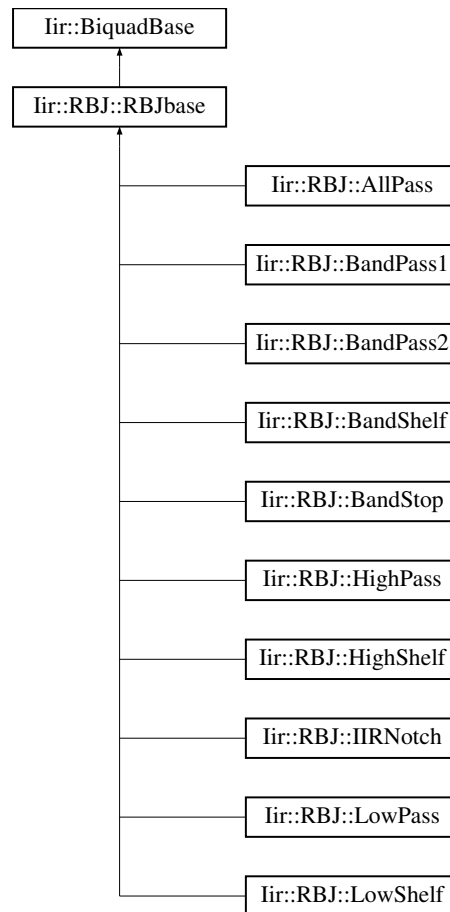 Iir::BiquadBase
Iir::RBJ::RBJbase
Iir::RBJ::AllPass
Iir::RBJ::BandPass1
Iir::RBJ::BandPass2
Iir::RBJ::BandShelf
Iir::RBJ::BandStop
Iir::RBJ::HighPass
Iir::RBJ::HighShelf
Iir::RBJ::IIRNotch
Iir::RBJ::LowPass
Iir::RBJ::LowShelf